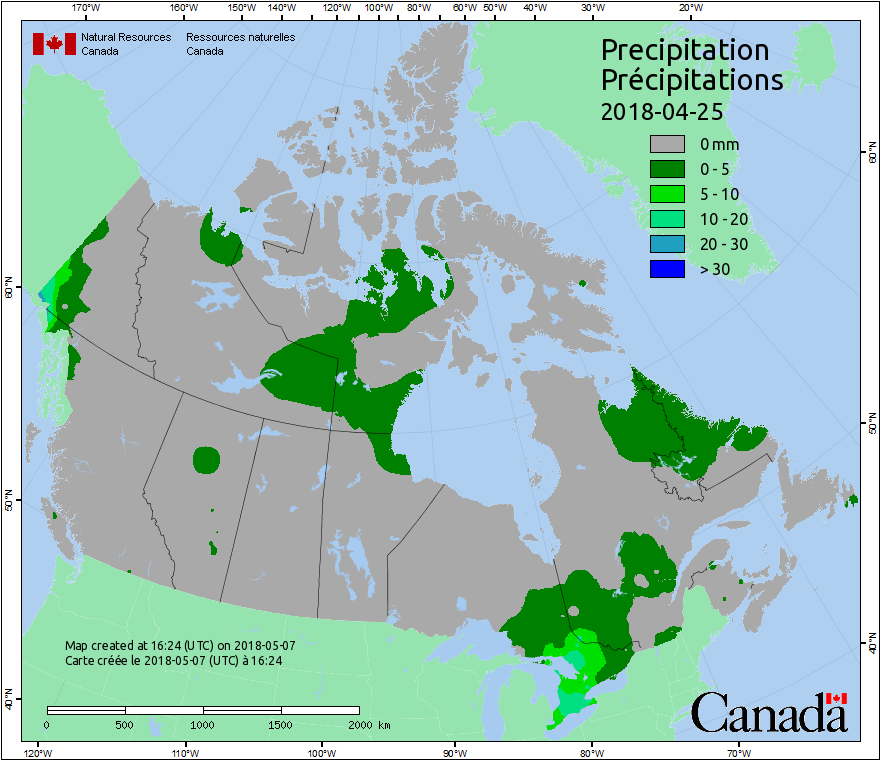 170°W 160°W 150°W 140°W 120°W 100°W 80°W 60°W 50°W 40°W 30°W 20°W
Natural Resources Ressources naturelles
Canada Canada
Precipitation
Précipitations
2018-04-25
0 mm
0 - 5
5 - 10
10 - 20
20 - 30
> 30
60°N 60°N
50°N 50°N
40°N 40°N
Map created at 16:24 (UTC) on 2018-05-07
Carte créée le 2018-05-07 (UTC) à 16:24
0 500 1000 1500 2000 km
Canada
120°W 110°W 100°W 90°W 80°W 70°W